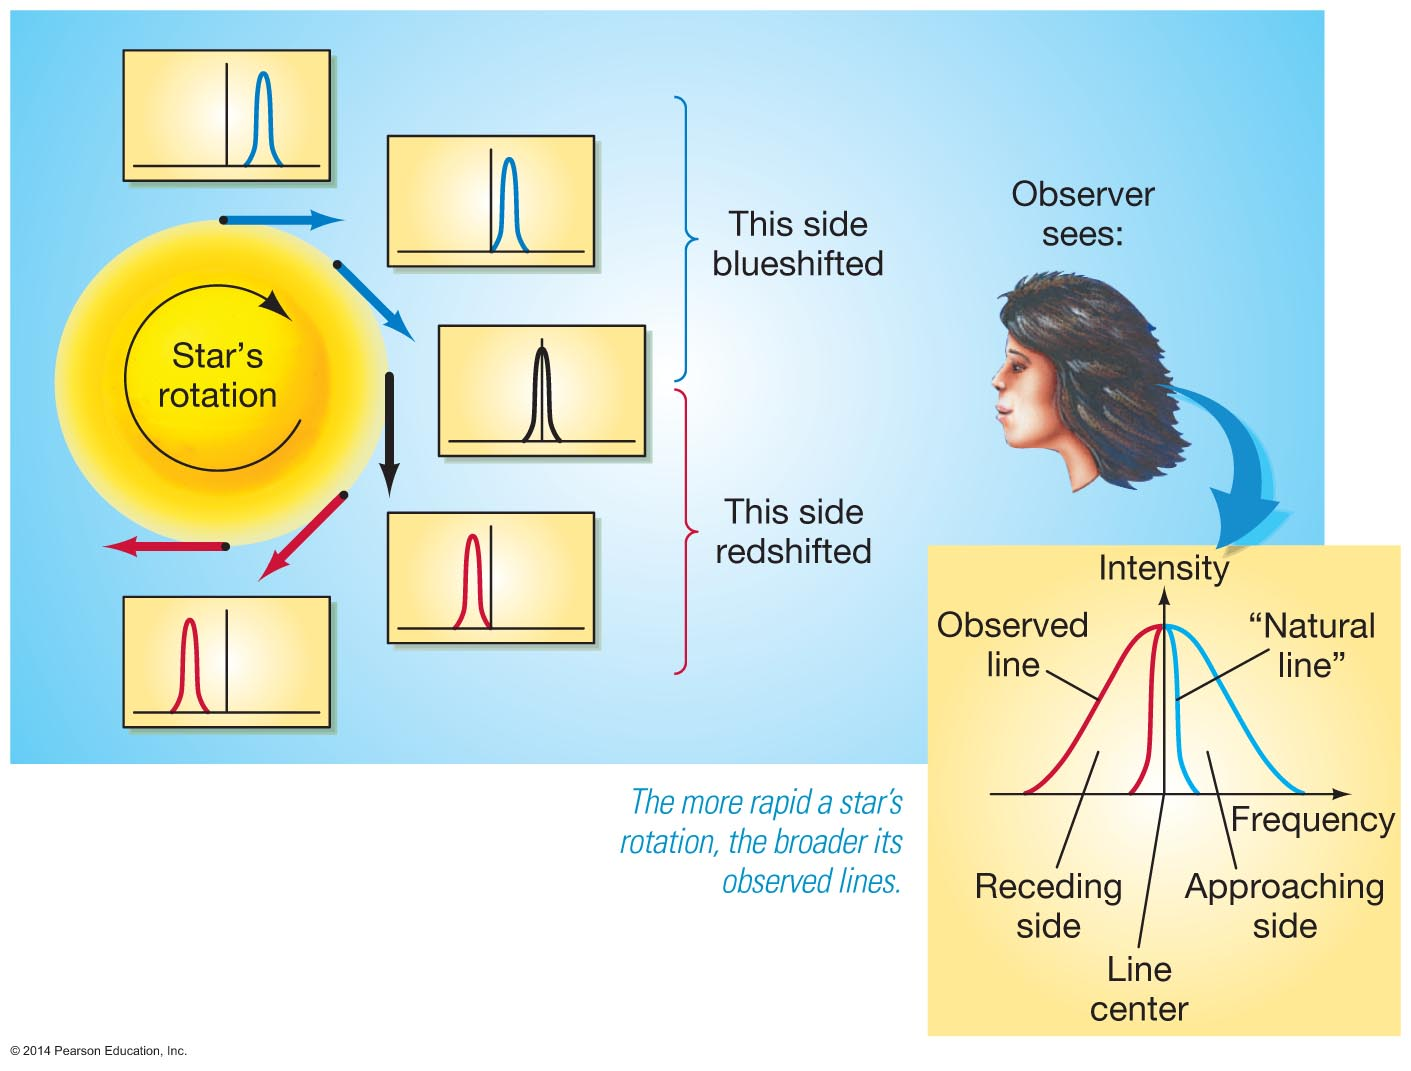 Star’s
rotation
This side
blueshifted
This side
redshifted
Observer
sees:
Intensity
Observed
line
“Natural
line”
Frequency
Receding
side
Approaching
side
Line
center
The more rapid a star’s
rotation, the broader its
observed lines.
© 2014 Pearson Education, Inc.